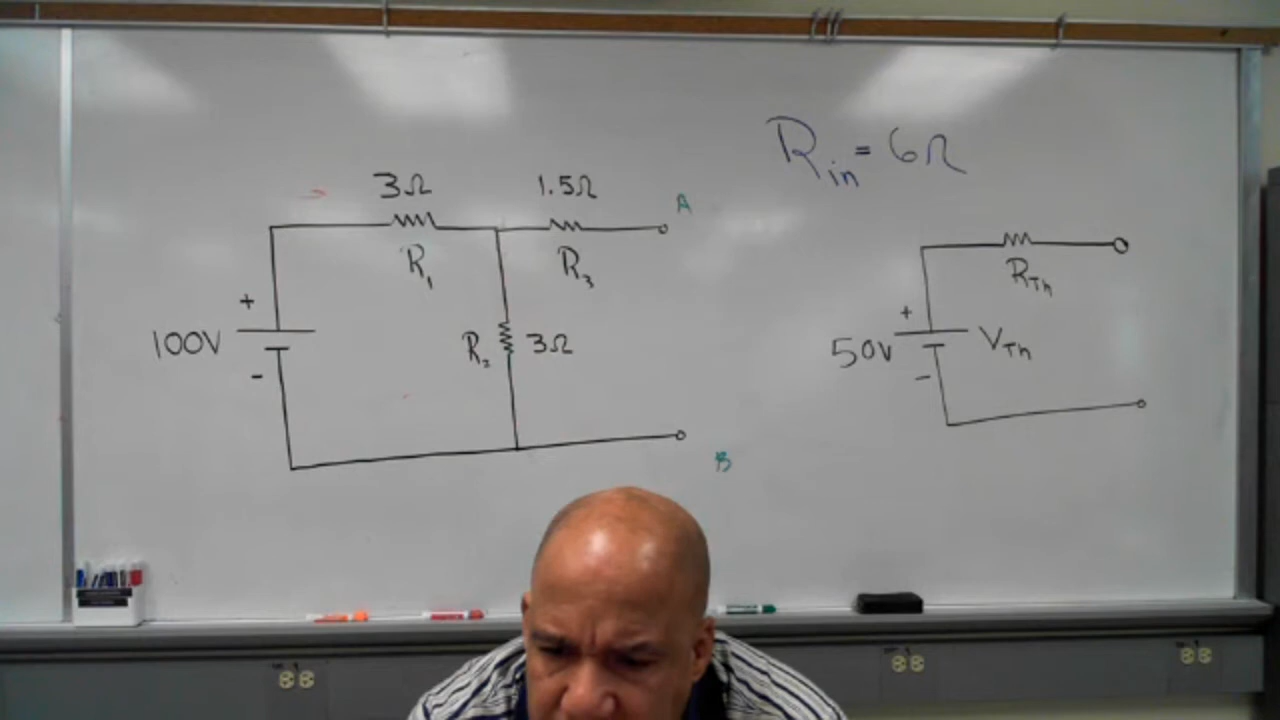 R_in = 6Ω
3Ω
1.5Ω
A
R₁
R₃
+
100V
-
R₂
3Ω
B
R_Th
+
50V
V_Th
-